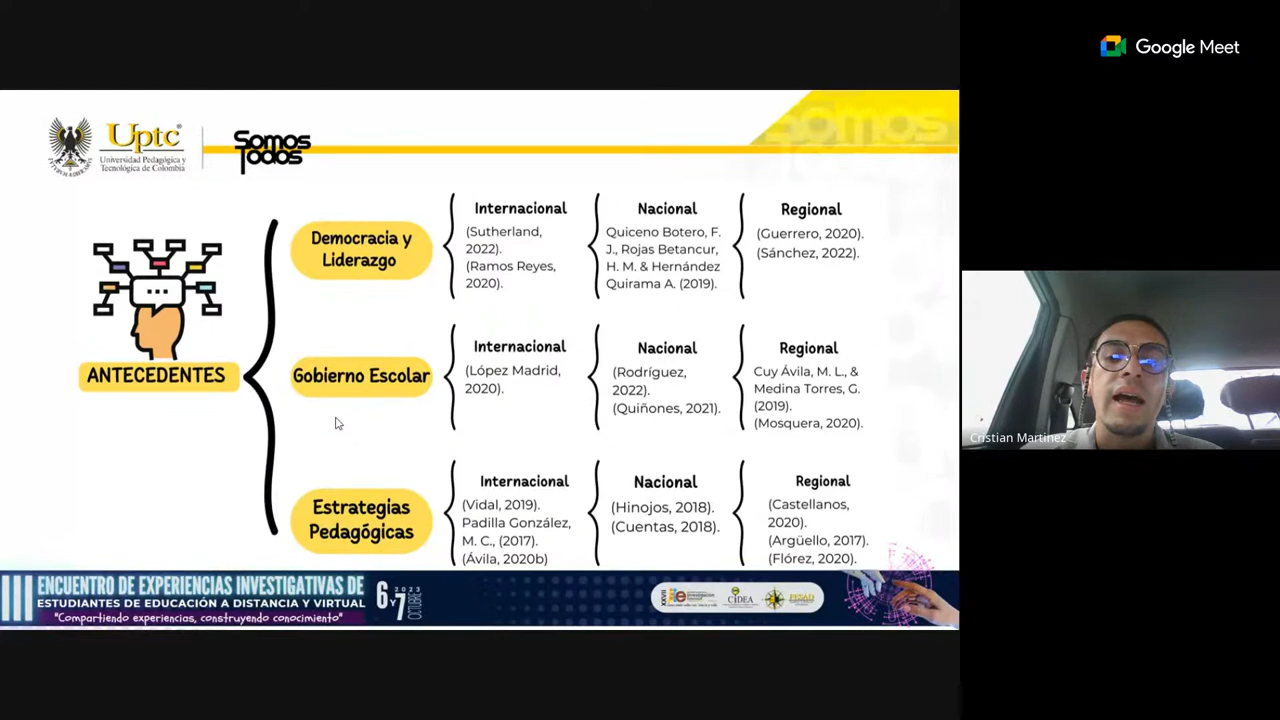 Google Meet
Uptc
Universidad Pedagógica y
Tecnológica de Colombia
Somos
Todos
Somos
ANTECEDENTES
Democracia y
Liderazgo
Internacional
(Sutherland,
2022).
(Ramos Reyes,
2020).
Nacional
Quiceno Botero, F.
J., Rojas Betancur,
H. M. & Hernández
Quirama A. (2019).
Regional
(Guerrero, 2020).
(Sánchez, 2022).
Gobierno Escolar
Internacional
(López Madrid,
2020).
Nacional
(Rodríguez,
2022).
(Quiñones, 2021).
Regional
Cuy Ávila, M. L., &
Medina Torres, G.
(2019).
(Mosquera, 2020).
Estrategias
Pedagógicas
Internacional
(Vidal, 2019).
Padilla González,
M. C., (2017).
(Ávila, 2020b)
Nacional
(Hinojos, 2018).
(Cuentas, 2018).
Regional
(Castellanos,
2020).
(Argüello, 2017).
(Flórez, 2020).
Cristian Martinez
III ENCUENTRO DE EXPERIENCIAS INVESTIGATIVAS DE
ESTUDIANTES DE EDUCACIÓN A DISTANCIA Y VIRTUAL
"Compartiendo experiencias, construyendo conocimiento"
6 Y 7
2023
OCTUBRE
CIDEA